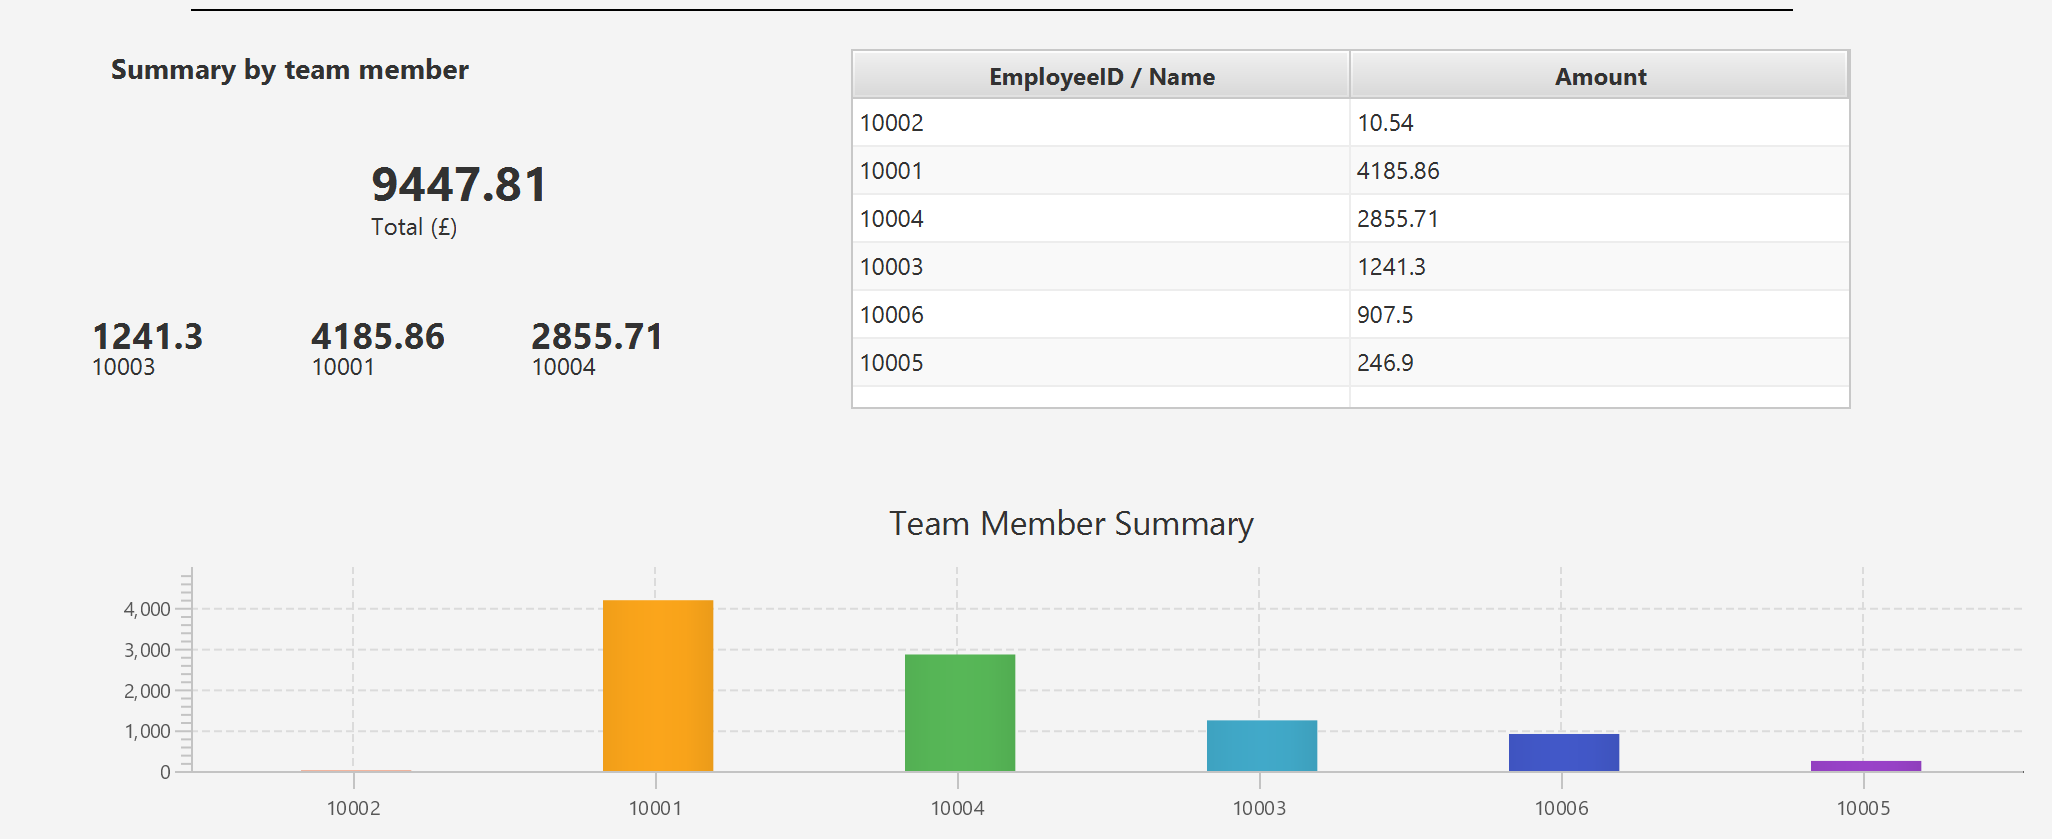 Summary by team member
9447.81
Total (£)
1241.3 4185.86 2855.71
10003 10001 10004
EmployeeID / Name Amount
10002 10.54
10001 4185.86
10004 2855.71
10003 1241.3
10006 907.5
10005 246.9
Team Member Summary
4,000
3,000
2,000
1,000
0
10002 10001 10004 10003 10006 10005